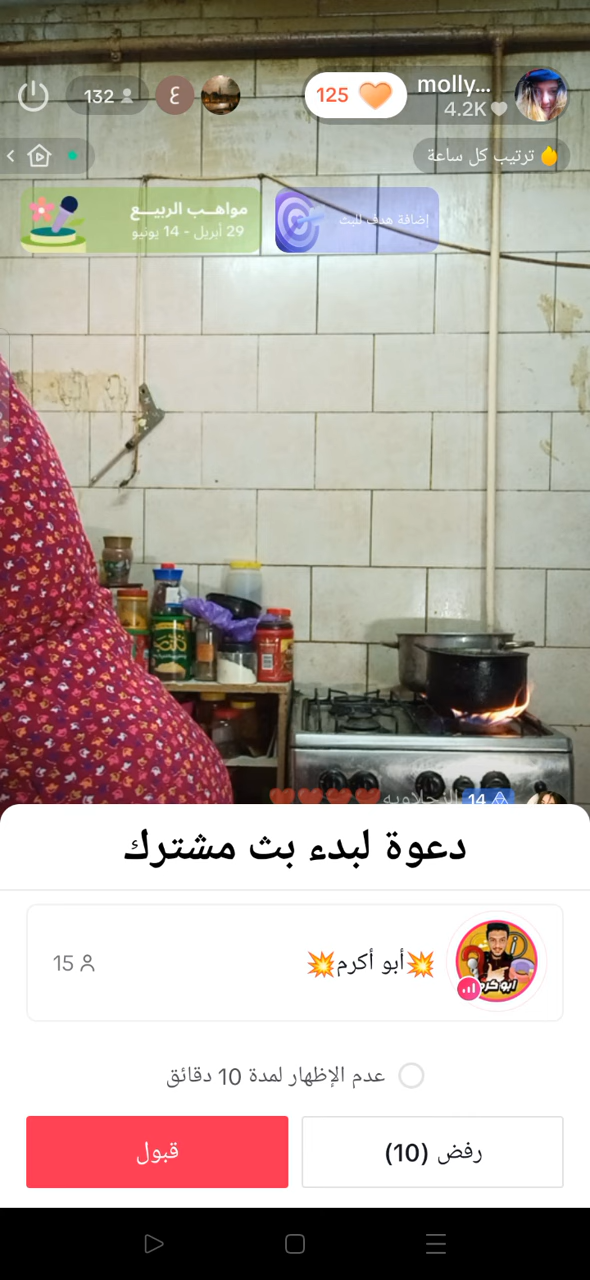 molly...
125
4.2K
132
ع
ترتيب كل ساعة
مواهب الربيع
29 أبريل - 14 يونيو
إضافة هدف للبث
14
دعوة لبدء بث مشترك
💥أبو أكرم💥
15
عدم الإظهار لمدة 10 دقائق
رفض (10)
قبول